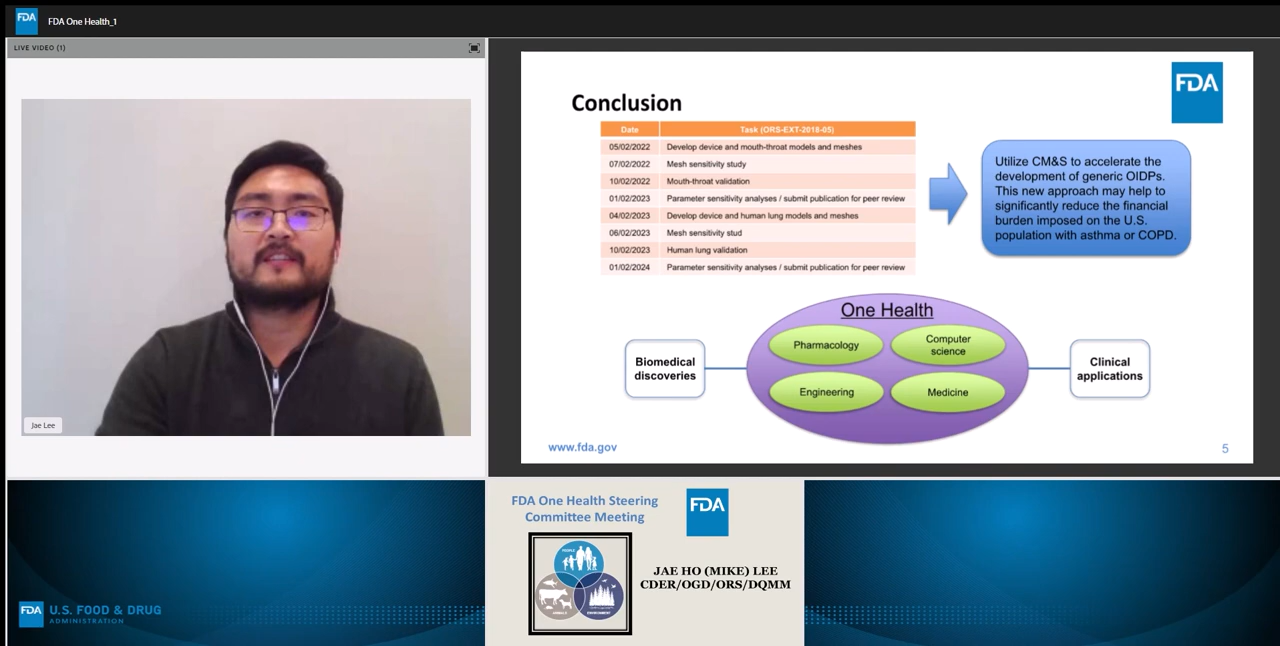 FDA
FDA One Health_1
LIVE VIDEO (1)
Jae Lee
FDA
Conclusion
Date Task (ORS-EXT-2018-05)
05/02/2022 Develop device and mouth-throat models and meshes
07/02/2022 Mesh sensitivity study
10/02/2022 Mouth-throat validation
01/02/2023 Parameter sensitivity analyses / submit publication for peer review
04/02/2023 Develop device and human lung models and meshes
06/02/2023 Mesh sensitivity stud
10/02/2023 Human lung validation
01/02/2024 Parameter sensitivity analyses / submit publication for peer review
Utilize CM&S to accelerate the
development of generic OIDPs.
This new approach may help to
significantly reduce the financial
burden imposed on the U.S.
population with asthma or COPD.
One Health
Pharmacology
Computer
science
Engineering
Medicine
Biomedical
discoveries
Clinical
applications
www.fda.gov
5
FDA One Health Steering
Committee Meeting
FDA
PEOPLE
ANIMALS
ENVIRONMENT
JAE HO (MIKE) LEE
CDER/OGD/ORS/DQMM
FDA U.S. FOOD & DRUG
ADMINISTRATION